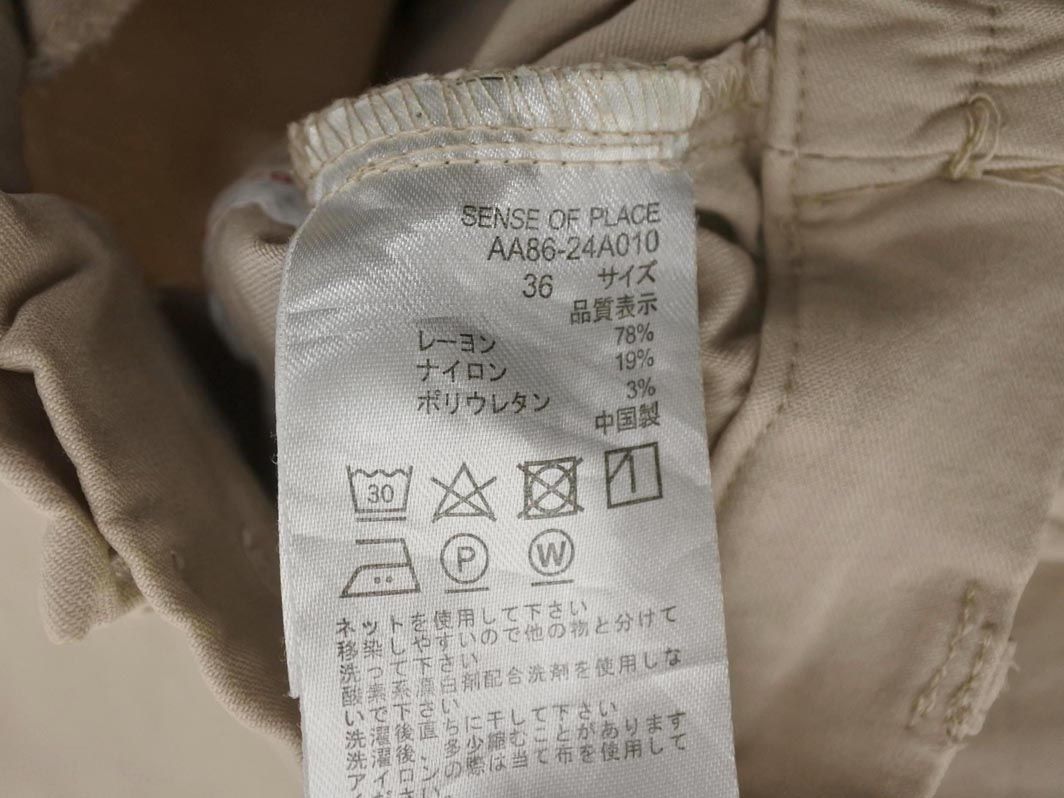 SENSE OF PLACE
AA86-24A010
36 サイズ
品質表示
レーヨン 78%
ナイロン 19%
ポリウレタン 3%
中国製
30
P W
ネットを使用して下さい
移染しやすいので他の物と分けて
洗って下さい
酸素系漂白剤配合洗剤を使用しな
いで下さい
洗濯後直ちに干して下さい
洗濯後多少縮むことがあります
アイロンの際は当て布を使用して